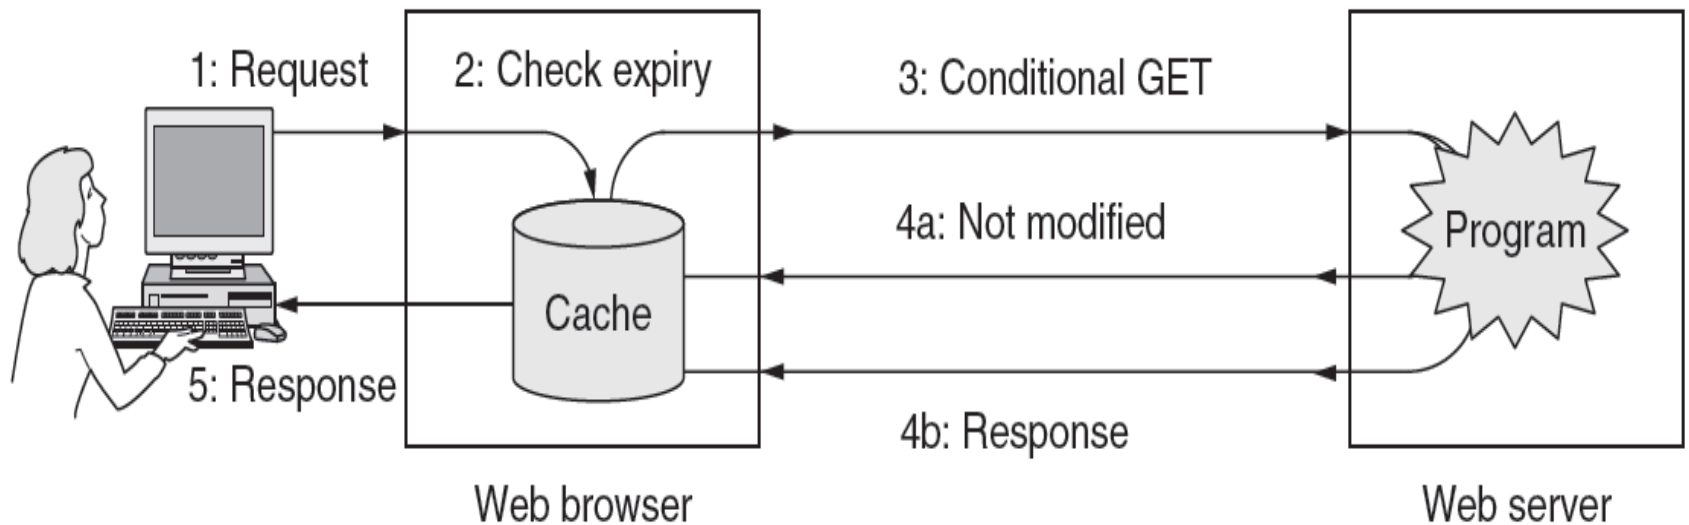 1: Request
2: Check expiry
3: Conditional GET
4a: Not modified
Program
Cache
5: Response
4b: Response
Web browser
Web server